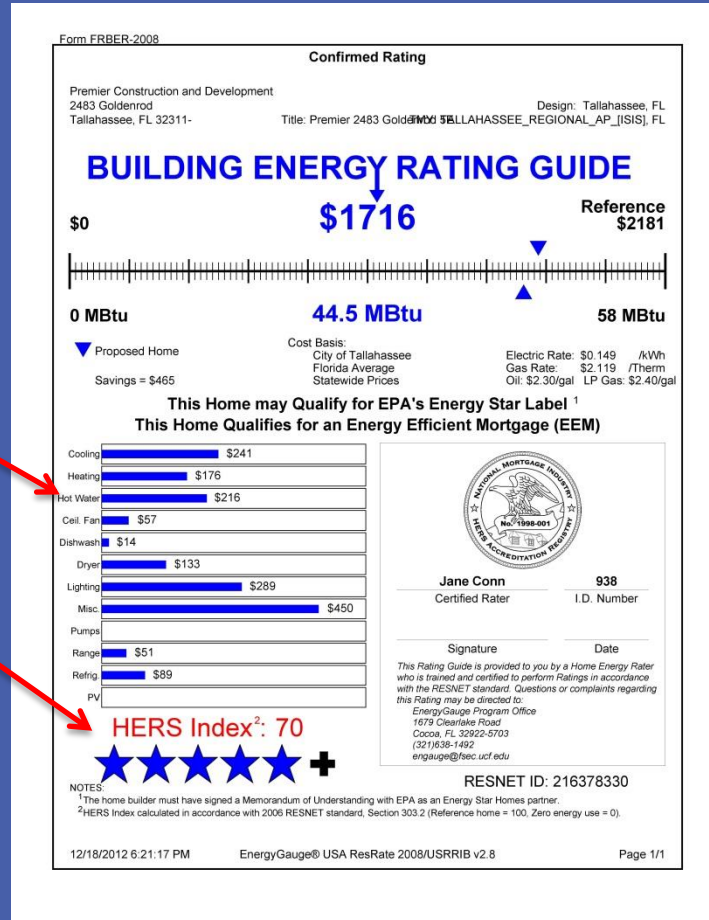 Form FRBER-2008
Confirmed Rating
Premier Construction and Development
2483 Goldenrod
Tallahassee, FL 32311-
Design: Tallahassee, FL
Title: Premier 2483 Goldenrod 5B TMY: TALLAHASSEE_REGIONAL_AP_[ISIS], FL
BUILDING ENERGY RATING GUIDE
$0 $1716 Reference
$2181
0 MBtu 44.5 MBtu 58 MBtu
Proposed Home
Savings = $465
Cost Basis:
City of Tallahassee
Florida Average
Statewide Prices
Electric Rate: $0.149 /kWh
Gas Rate: $2.119 /Therm
Oil: $2.30/gal LP Gas: $2.40/gal
This Home may Qualify for EPA's Energy Star Label 1
This Home Qualifies for an Energy Efficient Mortgage (EEM)
Cooling $241
Heating $176
Hot Water $216
Ceil. Fan $57
Dishwash $14
Dryer $133
Lighting $289
Misc. $450
Pumps
Range $51
Refrig. $89
PV
HERS Index2: 70
NATIONAL MORTGAGE INDUSTRY
No. 1998-001
HERS ACCREDITATION REGISTRY
Jane Conn 938
Certified Rater I.D. Number
Signature Date
This Rating Guide is provided to you by a Home Energy Rater
who is trained and certified to perform Ratings in accordance
with the RESNET standard. Questions or complaints regarding
this Rating may be directed to:
EnergyGauge Program Office
1679 Clearlake Road
Cocoa, FL 32922-5703
(321)638-1492
engauge@fsec.ucf.edu
RESNET ID: 216378330
NOTES:
1The home builder must have signed a Memorandum of Understanding with EPA as an Energy Star Homes partner.
2HERS Index calculated in accordance with 2006 RESNET standard, Section 303.2 (Reference home = 100, Zero energy use = 0).
12/18/2012 6:21:17 PM EnergyGauge® USA ResRate 2008/USRRIB v2.8 Page 1/1